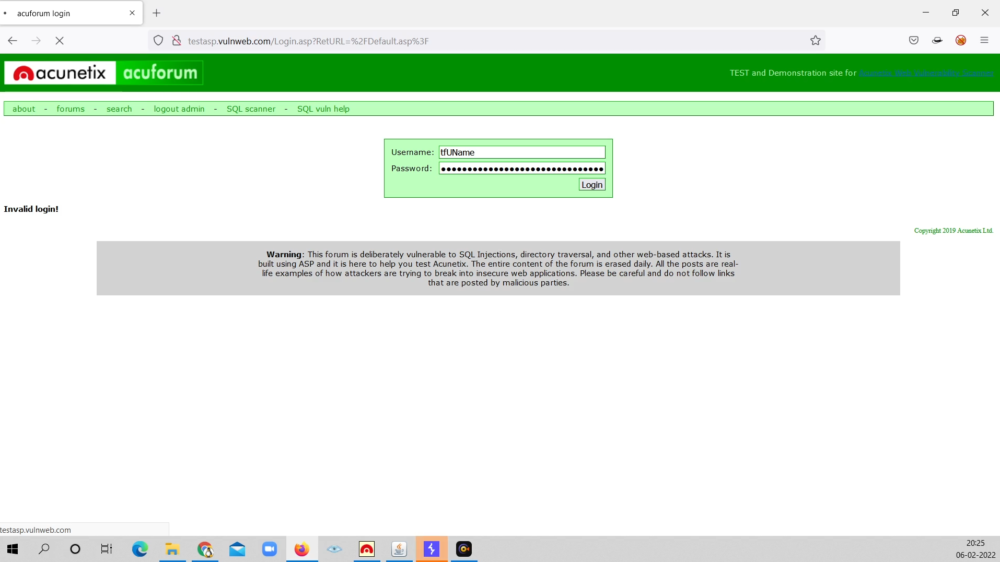 acuforum login
testasp.vulnweb.com/Login.asp?RetURL=%2FDefault.asp%3F
acunetix acuforum
TEST and Demonstration site for Acunetix Web Vulnerability Scanner
about - forums - search - logout admin - SQL scanner - SQL vuln help
Username: tfUName
Password: ●●●●●●●●●●●●●●●●●●●●●●●●●●●●●●●
Login
Invalid login!
Copyright 2019 Acunetix Ltd.
Warning: This forum is deliberately vulnerable to SQL Injections, directory traversal, and other web-based attacks. It is
built using ASP and it is here to help you test Acunetix. The entire content of the forum is erased daily. All the posts are real-
life examples of how attackers are trying to break into insecure web applications. Please be careful and do not follow links
that are posted by malicious parties.
testasp.vulnweb.com
20:25
06-02-2022